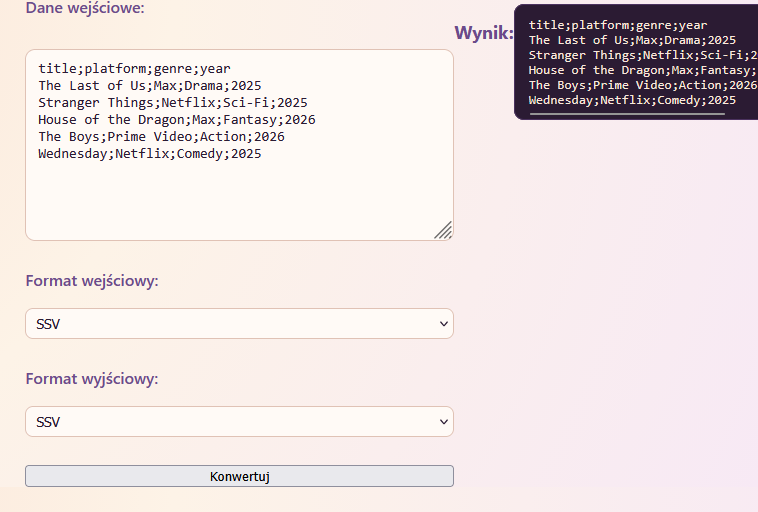 Dane wejściowe:
title;platform;genre;year
The Last of Us;Max;Drama;2025
Stranger Things;Netflix;Sci-Fi;2025
House of the Dragon;Max;Fantasy;2026
The Boys;Prime Video;Action;2026
Wednesday;Netflix;Comedy;2025
Format wejściowy:
SSV
Format wyjściowy:
SSV
Konwertuj
Wynik:
title;platform;genre;year
The Last of Us;Max;Drama;2025
Stranger Things;Netflix;Sci-Fi;2
House of the Dragon;Max;Fantasy;
The Boys;Prime Video;Action;2026
Wednesday;Netflix;Comedy;2025